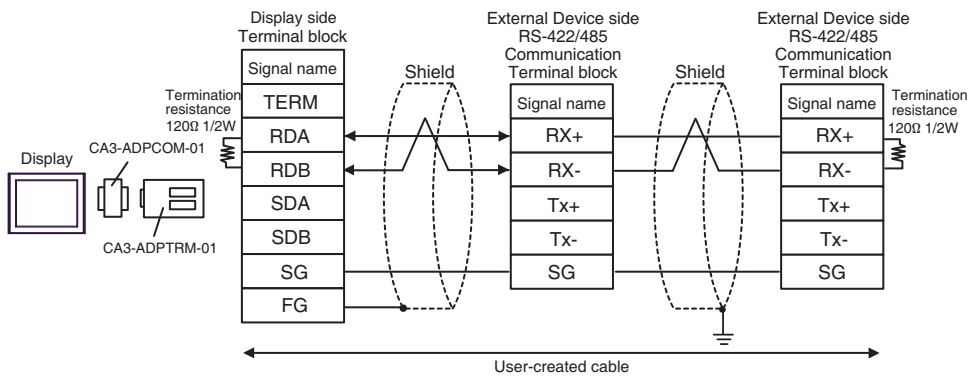 Display side
Terminal block
External Device side
RS-422/485
Communication
Terminal block
External Device side
RS-422/485
Communication
Terminal block
Signal name
Shield
Signal name
Shield
Signal name
Termination
resistance
120Ω 1/2W
TERM
RDA
RX+
RX+
Termination
resistance
120Ω 1/2W
Display
CA3-ADPCOM-01
RDB
RX-
RX-
SDA
Tx+
Tx+
CA3-ADPTRM-01
SDB
Tx-
Tx-
SG
SG
SG
FG
User-created cable